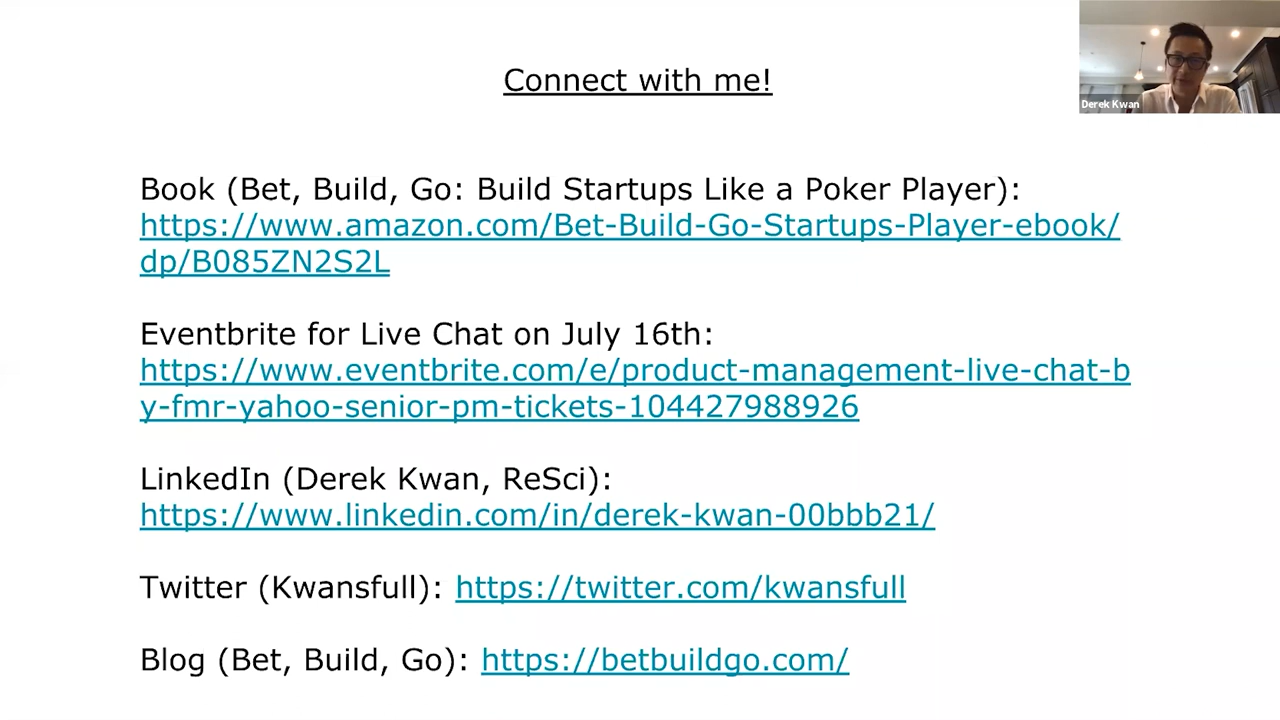 Connect with me!
Derek Kwan
Book (Bet, Build, Go: Build Startups Like a Poker Player):
https://www.amazon.com/Bet-Build-Go-Startups-Player-ebook/
dp/B085ZN2S2L
Eventbrite for Live Chat on July 16th:
https://www.eventbrite.com/e/product-management-live-chat-b
y-fmr-yahoo-senior-pm-tickets-104427988926
LinkedIn (Derek Kwan, ReSci):
https://www.linkedin.com/in/derek-kwan-00bbb21/
Twitter (Kwansfull): https://twitter.com/kwansfull
Blog (Bet, Build, Go): https://betbuildgo.com/